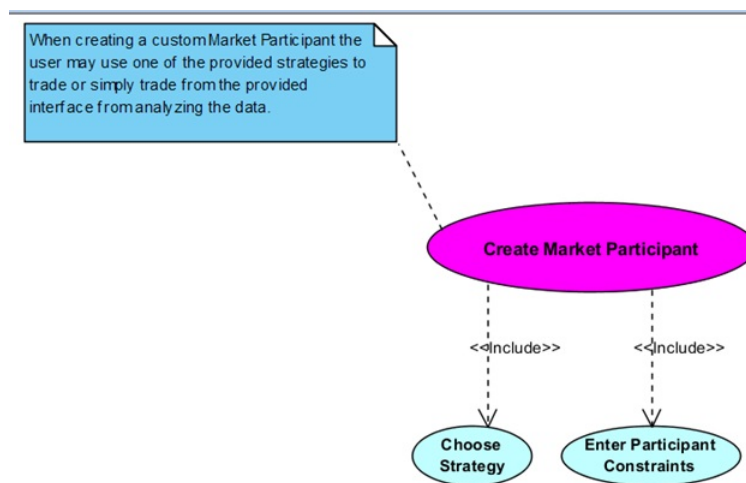 When creating a custom Market Participant the
user may use one of the provided strategies to
trade or simply trade from the provided
interface from analyzing the data.
Create Market Participant
<<Include>>
<<Include>>
Choose
Strategy
Enter Participant
Constraints